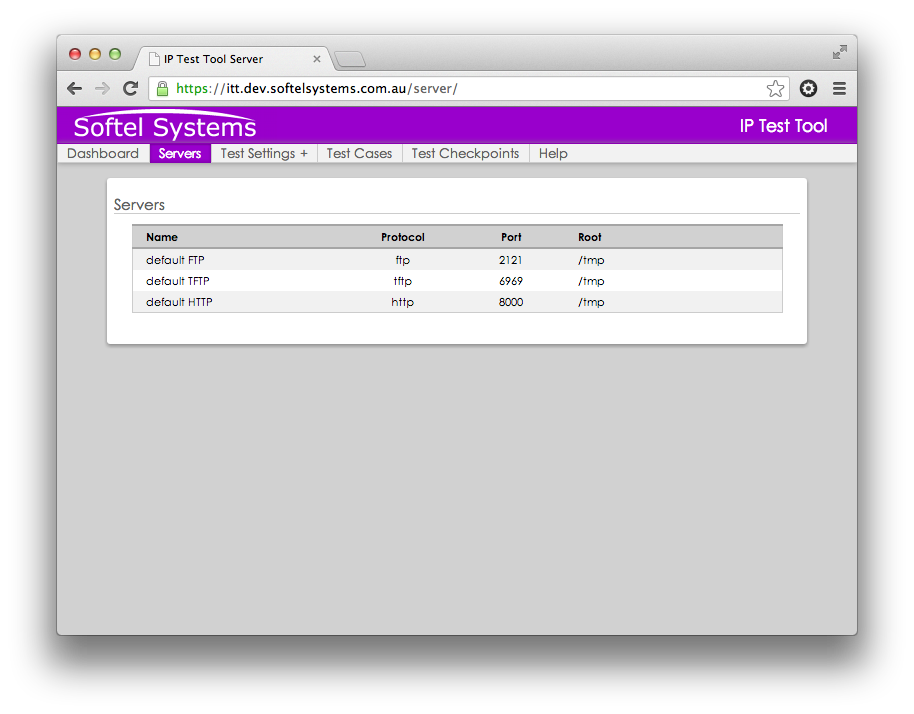 IP Test Tool Server
https://itt.dev.softelsystems.com.au/server/
Softel Systems IP Test Tool
Dashboard Servers Test Settings + Test Cases Test Checkpoints Help
Servers
Name Protocol Port Root
default FTP ftp 2121 /tmp
default TFTP tftp 6969 /tmp
default HTTP http 8000 /tmp